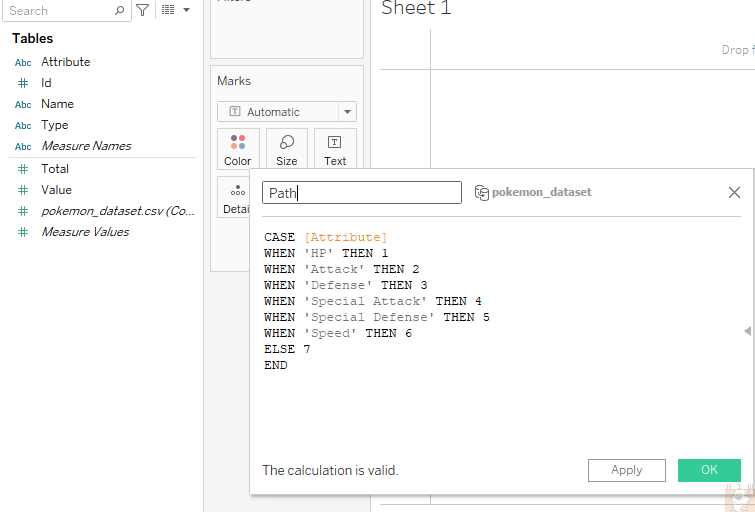 Search
Tables
Abc Attribute
# Id
Abc Name
Abc Type
Abc Measure Names
# Total
# Value
# pokemon_dataset.csv (Co...
# Measure Values
Marks
T Automatic
Color Size Text
Detai
Sheet 1
Drop f
Path pokemon_dataset
CASE [Attribute]
WHEN 'HP' THEN 1
WHEN 'Attack' THEN 2
WHEN 'Defense' THEN 3
WHEN 'Special Attack' THEN 4
WHEN 'Special Defense' THEN 5
WHEN 'Speed' THEN 6
ELSE 7
END
The calculation is valid.
Apply OK